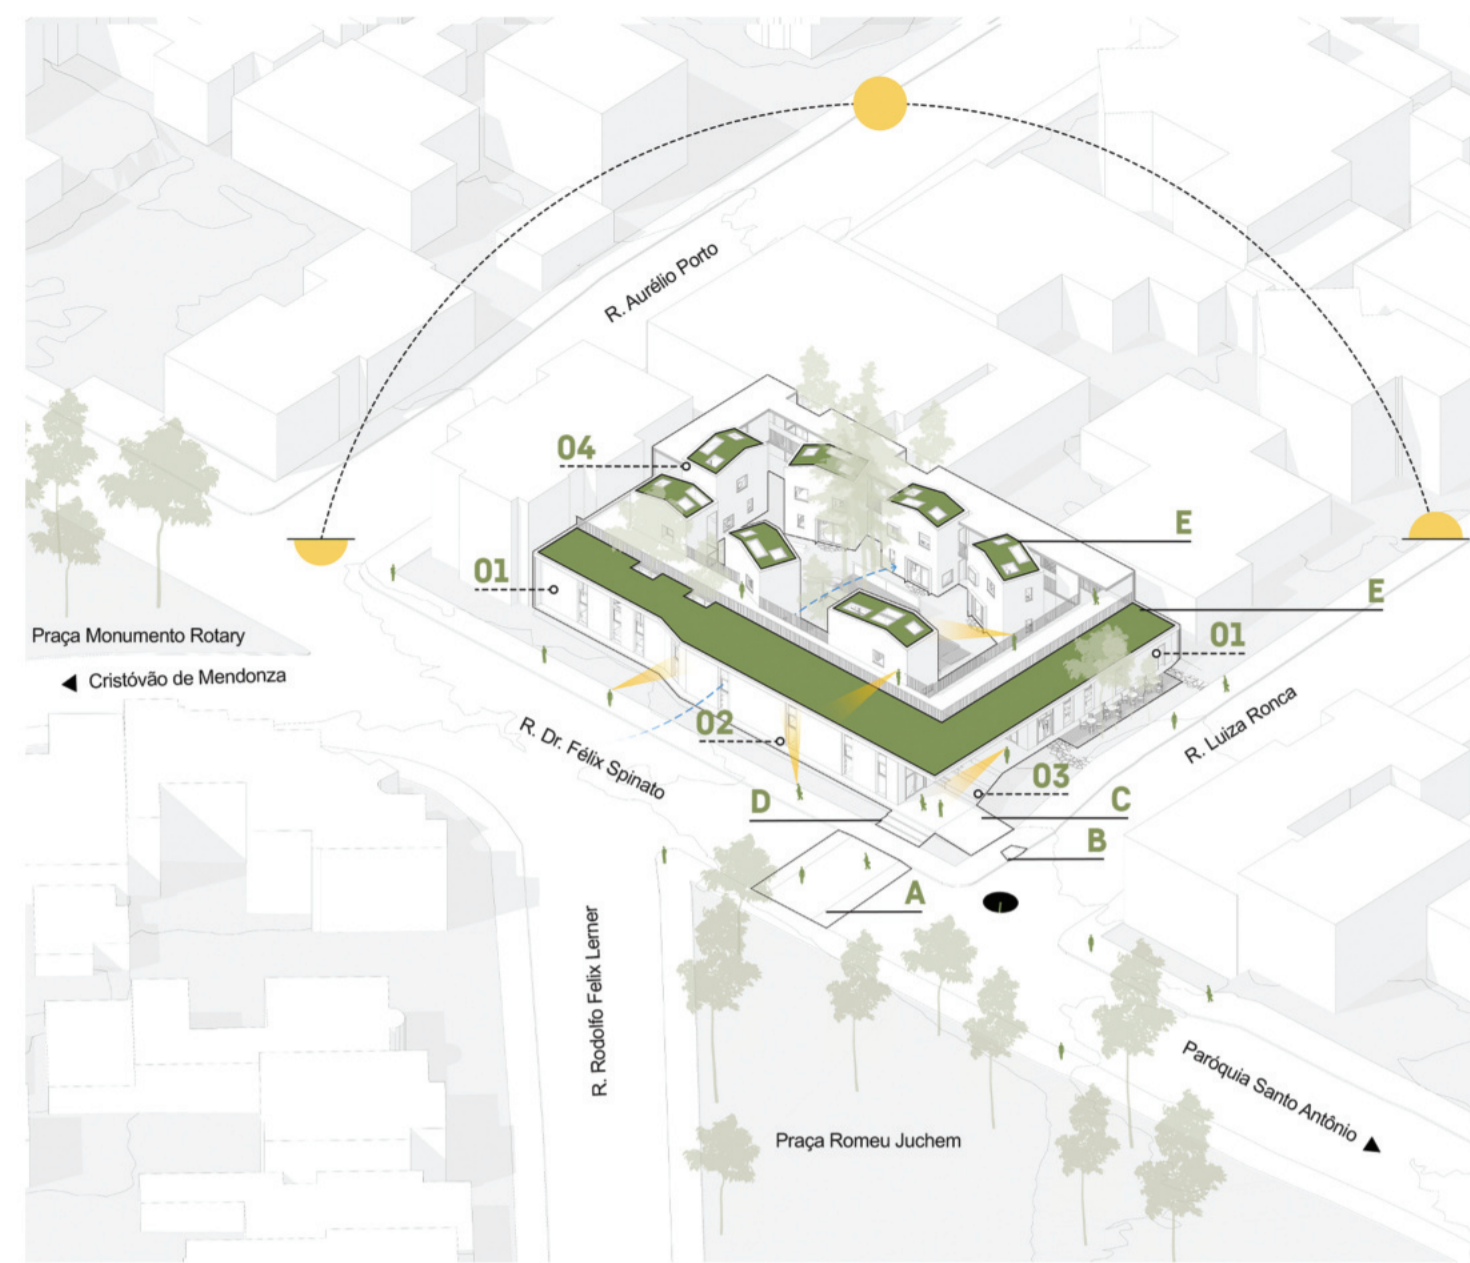 R. Aurélio Porto
04
E
01
E
01
Praça Monumento Rotary
Cristóvão de Mendonza
R. Luiza Ronca
02
R. Dr. Félix Spinato
03
D
C
B
A
R. Rodolfo Felix Lerner
Paróquia Santo Antônio
Praça Romeu Juchem